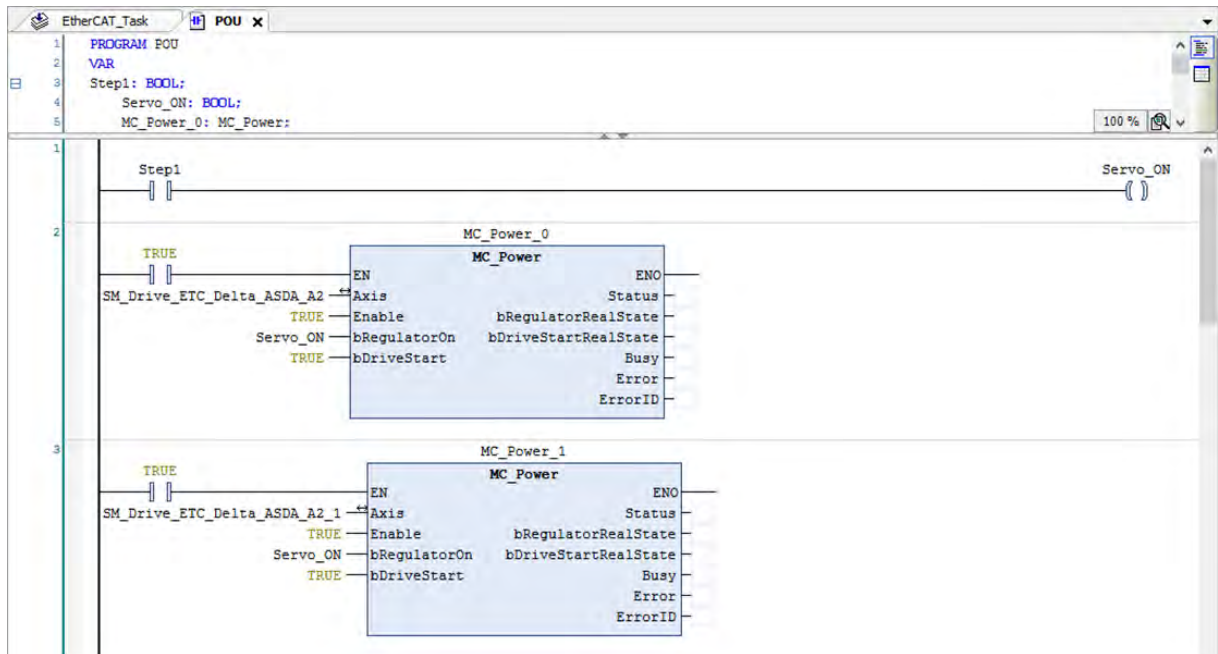 EtherCAT_Task POU x
1 PROGRAM POU
2 VAR
3 Step1: BOOL;
4 Servo_ON: BOOL;
5 MC_Power_0: MC_Power;
100 %
1
Step1 Servo_ON
2
MC_Power_0
TRUE MC_Power
EN ENO
SM_Drive_ETC_Delta_ASDA_A2 Axis Status
TRUE Enable bRegulatorRealState
Servo_ON bRegulatorOn bDriveStartRealState
TRUE bDriveStart Busy
Error
ErrorID
3
MC_Power_1
TRUE MC_Power
EN ENO
SM_Drive_ETC_Delta_ASDA_A2_1 Axis Status
TRUE Enable bRegulatorRealState
Servo_ON bRegulatorOn bDriveStartRealState
TRUE bDriveStart Busy
Error
ErrorID